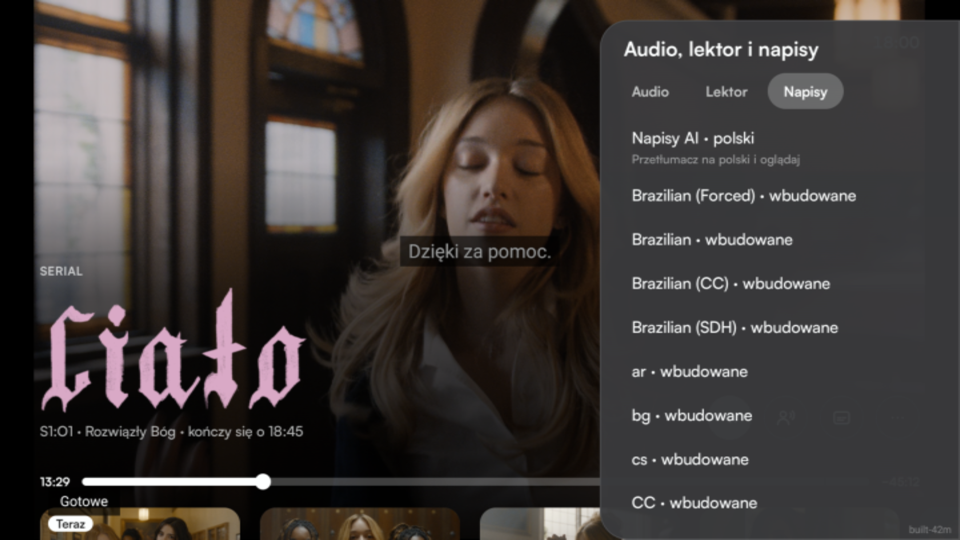 Audio, lektor i napisy
Audio
Lektor
Napisy
Napisy AI • polski
Przetłumacz na polski i oglądaj
Brazilian (Forced) • wbudowane
Brazilian • wbudowane
Brazilian (CC) • wbudowane
Brazilian (SDH) • wbudowane
ar • wbudowane
bg • wbudowane
cs • wbudowane
CC • wbudowane
Dzięki za pomoc.
SERIAL
Ciało
S1:O1 • Rozwiązły Bóg • kończy się o 18:45
13:29
Gotowe
Teraz
built-42m